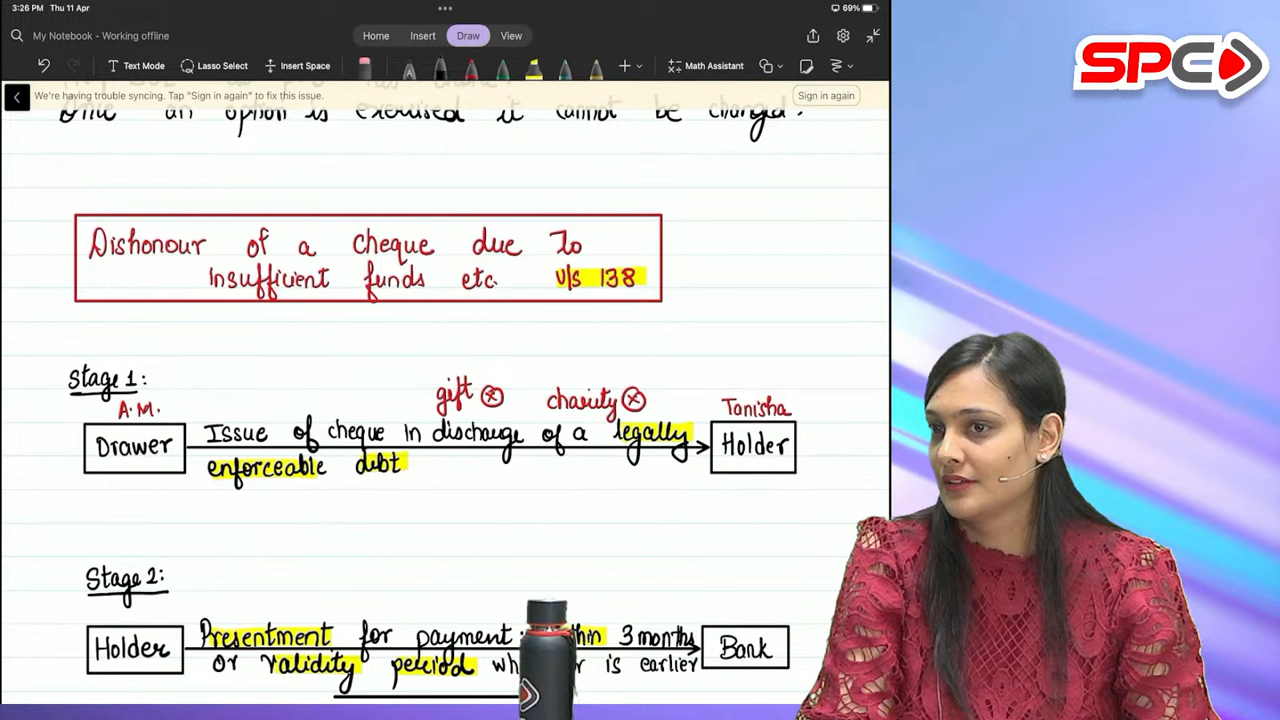 3:26 PM Thu 11 Apr
69%
My Notebook - Working offline
Home Insert Draw View
Text Mode Lasso Select Insert Space Math Assistant
We're having trouble syncing. Tap "Sign in again" to fix this issue. Sign in again
Once an option is exercised it cannot be changed.
SPC
Dishonour of a cheque due To
Insufficient funds etc. u/s 138
Stage 1:
A.M. gift charity Tanisha
Drawer Issue of cheque in discharge of a legally Holder
enforceable debt
Stage 2:
Holder Presentment for payment: 3 months Bank
or validity period is earlier